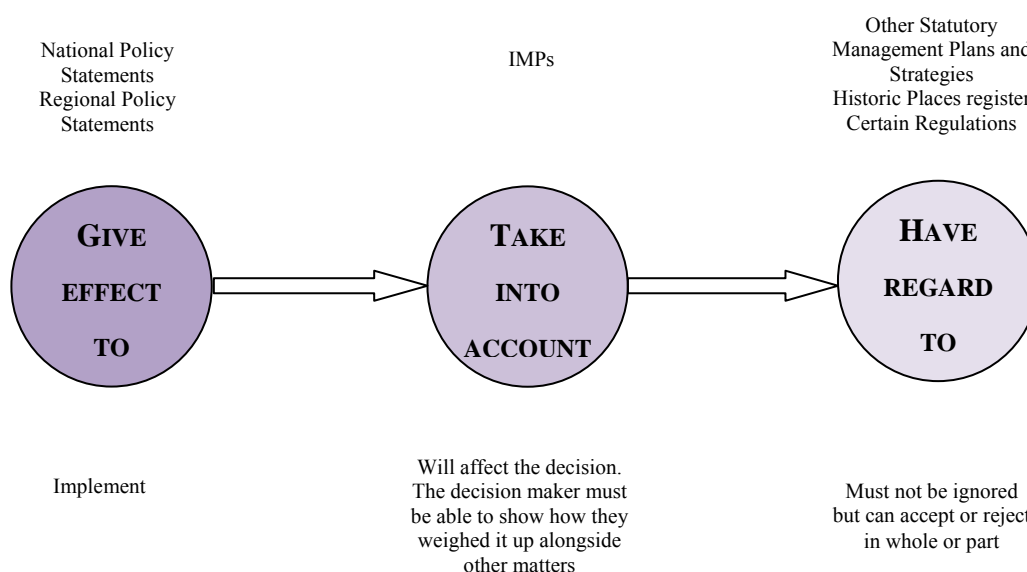 National Policy
Statements
Regional Policy
Statements
IMPs
Other Statutory
Management Plans and
Strategies
Historic Places register
Certain Regulations
GIVE
EFFECT
TO
TAKE
INTO
ACCOUNT
HAVE
REGARD
TO
Implement
Will affect the decision.
The decision maker must
be able to show how they
weighed it up alongside
other matters
Must not be ignored
but can accept or reject
in whole or part